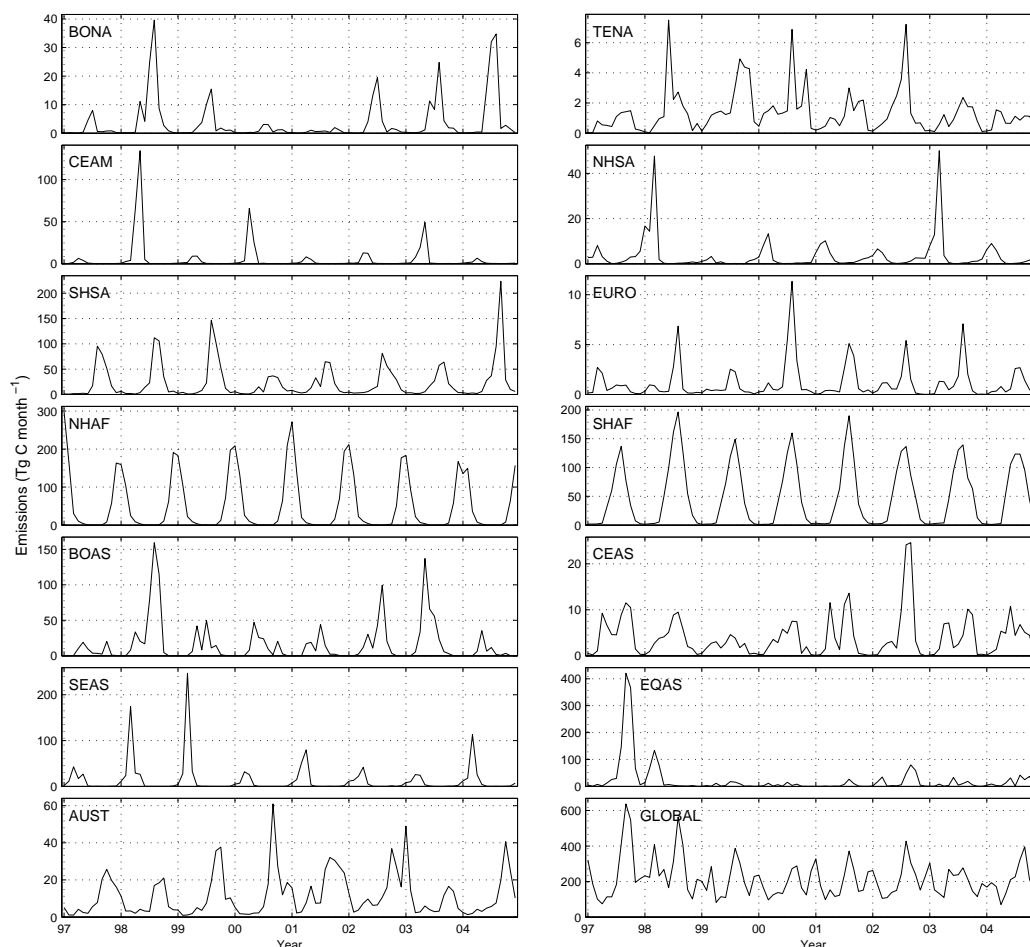 BONA
40
30
20
10
0
TENA
6
4
2
0
CEAM
100
50
0
NHSA
40
20
0
SHSA
200
150
100
50
0
EURO
10
5
0
Emissions (Tg C month −1)
NHAF
300
200
100
0
SHAF
200
150
100
50
0
BOAS
150
100
50
0
CEAS
20
10
0
SEAS
200
100
0
EQAS
400
300
200
100
0
AUST
60
40
20
0
97 98 99 00 01 02 03 04
Year
GLOBAL
600
400
200
0
97 98 99 00 01 02 03 04
Year